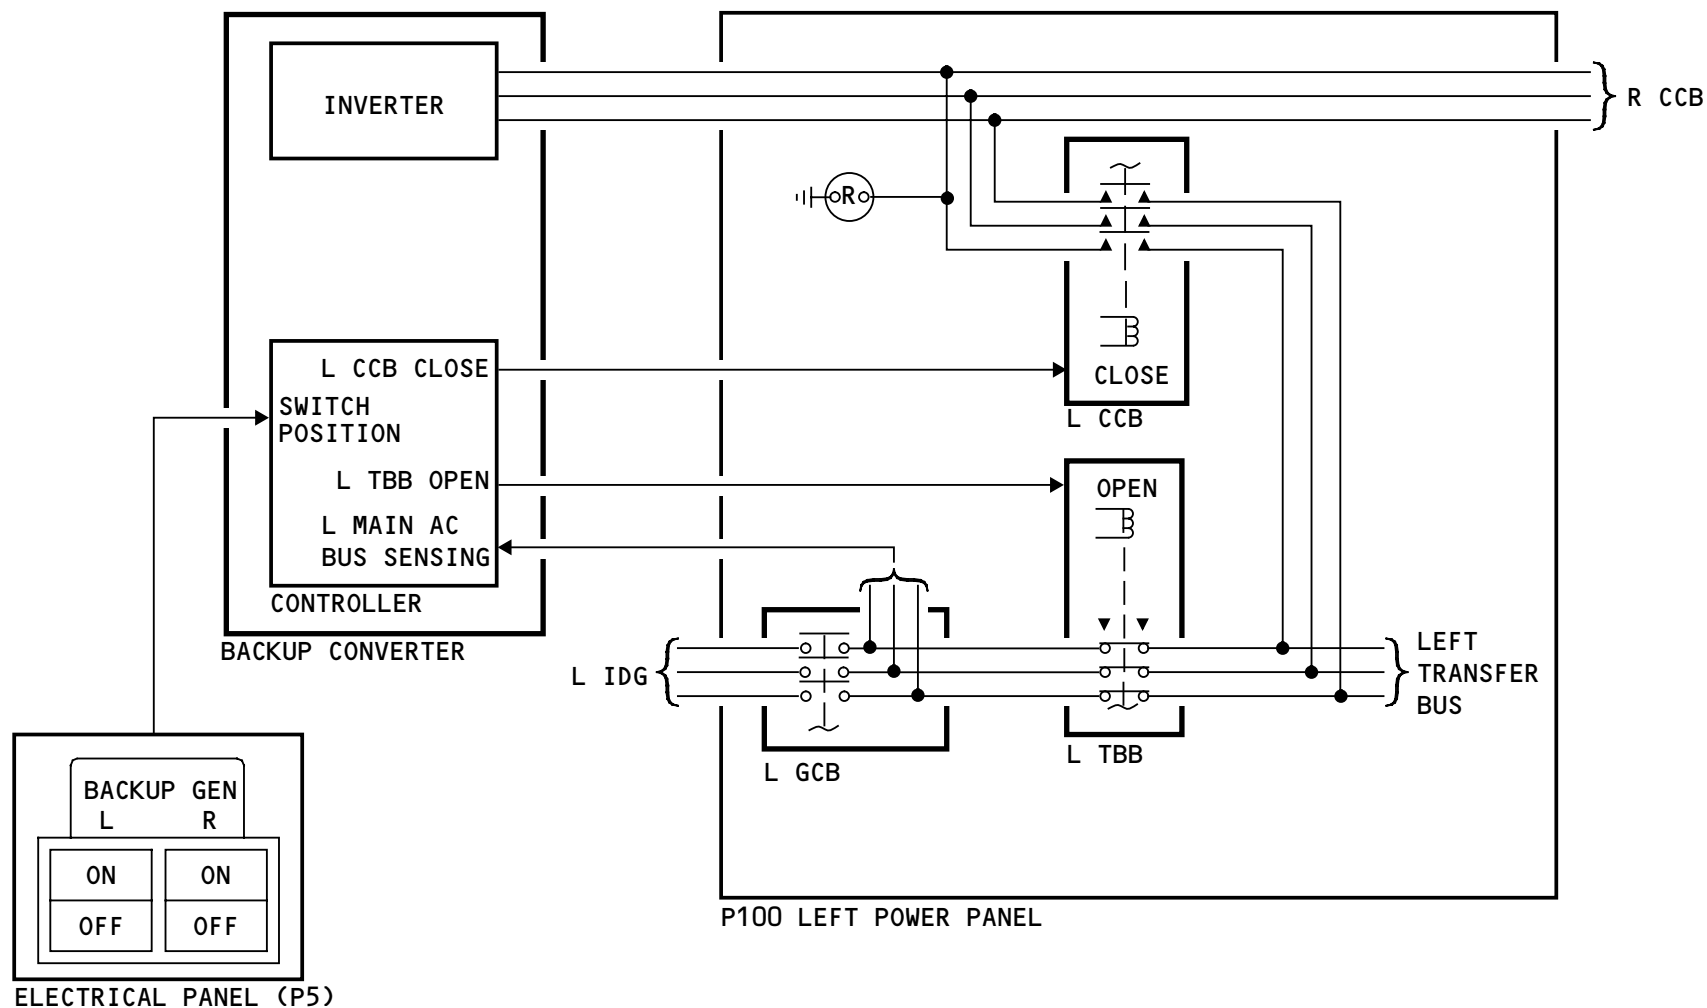 INVERTER
R CCB
R
L CCB CLOSE
SWITCH
POSITION
CLOSE
L CCB
L TBB OPEN
OPEN
L MAIN AC
BUS SENSING
CONTROLLER
BACKUP CONVERTER
L IDG
LEFT
TRANSFER
BUS
L GCB
L TBB
BACKUP GEN
L R
ON ON
OFF OFF
P100 LEFT POWER PANEL
ELECTRICAL PANEL (P5)